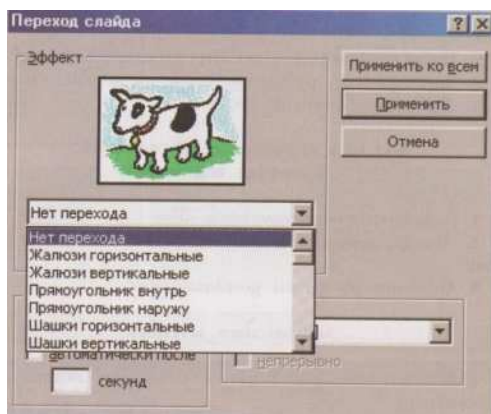 Переход слайда
Эффект
Применить ко всем
Применить
Отмена
Нет перехода
Нет перехода
Жалюзи горизонтальные
Жалюзи вертикальные
Прямоугольник внутрь
Прямоугольник наружу
Шашки горизонтальные
Шашки вертикальные
автоматически после
секунд
непрерывно